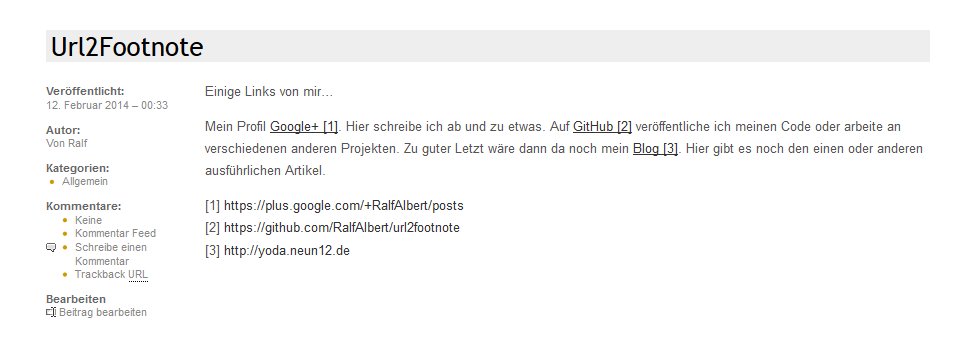 Url2Footnote
Veröffentlicht:
12. Februar 2014 – 00:33
Autor:
Von Ralf
Kategorien:
Allgemein
Kommentare:
Keine
Kommentar Feed
Schreibe einen
Kommentar
Trackback URL
Bearbeiten
Beitrag bearbeiten
Einige Links von mir...
Mein Profil Google+ [1]. Hier schreibe ich ab und zu etwas. Auf GitHub [2] veröffentliche ich meinen Code oder arbeite an
verschiedenen anderen Projekten. Zu guter Letzt wäre dann da noch mein Blog [3]. Hier gibt es noch den einen oder anderen
ausführlichen Artikel.
[1] https://plus.google.com/+RalfAlbert/posts
[2] https://github.com/RalfAlbert/url2footnote
[3] http://yoda.neun12.de